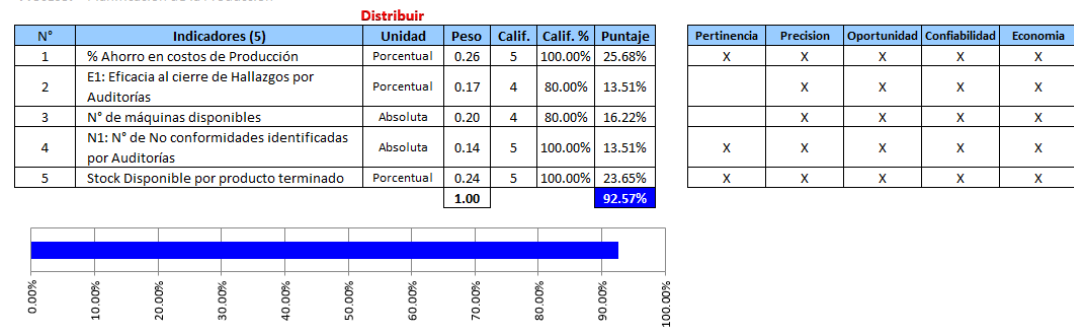 Distribuir
N° Indicadores (5) Unidad Peso Calif. Calif. % Puntaje Pertinencia Precision Oportunidad Confiabilidad Economia
1 % Ahorro en costos de Producción Porcentual 0.26 5 100.00% 25.68% X X X X X
2 E1: Eficacia al cierre de Hallazgos por
Auditorías Porcentual 0.17 4 80.00% 13.51% X X X X
3 N° de máquinas disponibles Absoluta 0.20 4 80.00% 16.22% X X X X
4 N1: N° de No conformidades identificadas
por Auditorías Absoluta 0.14 5 100.00% 13.51% X X X X X
5 Stock Disponible por producto terminado Porcentual 0.24 5 100.00% 23.65% X X X X X
1.00 92.57%
0.00% 10.00% 20.00% 30.00% 40.00% 50.00% 60.00% 70.00% 80.00% 90.00% 100.00%